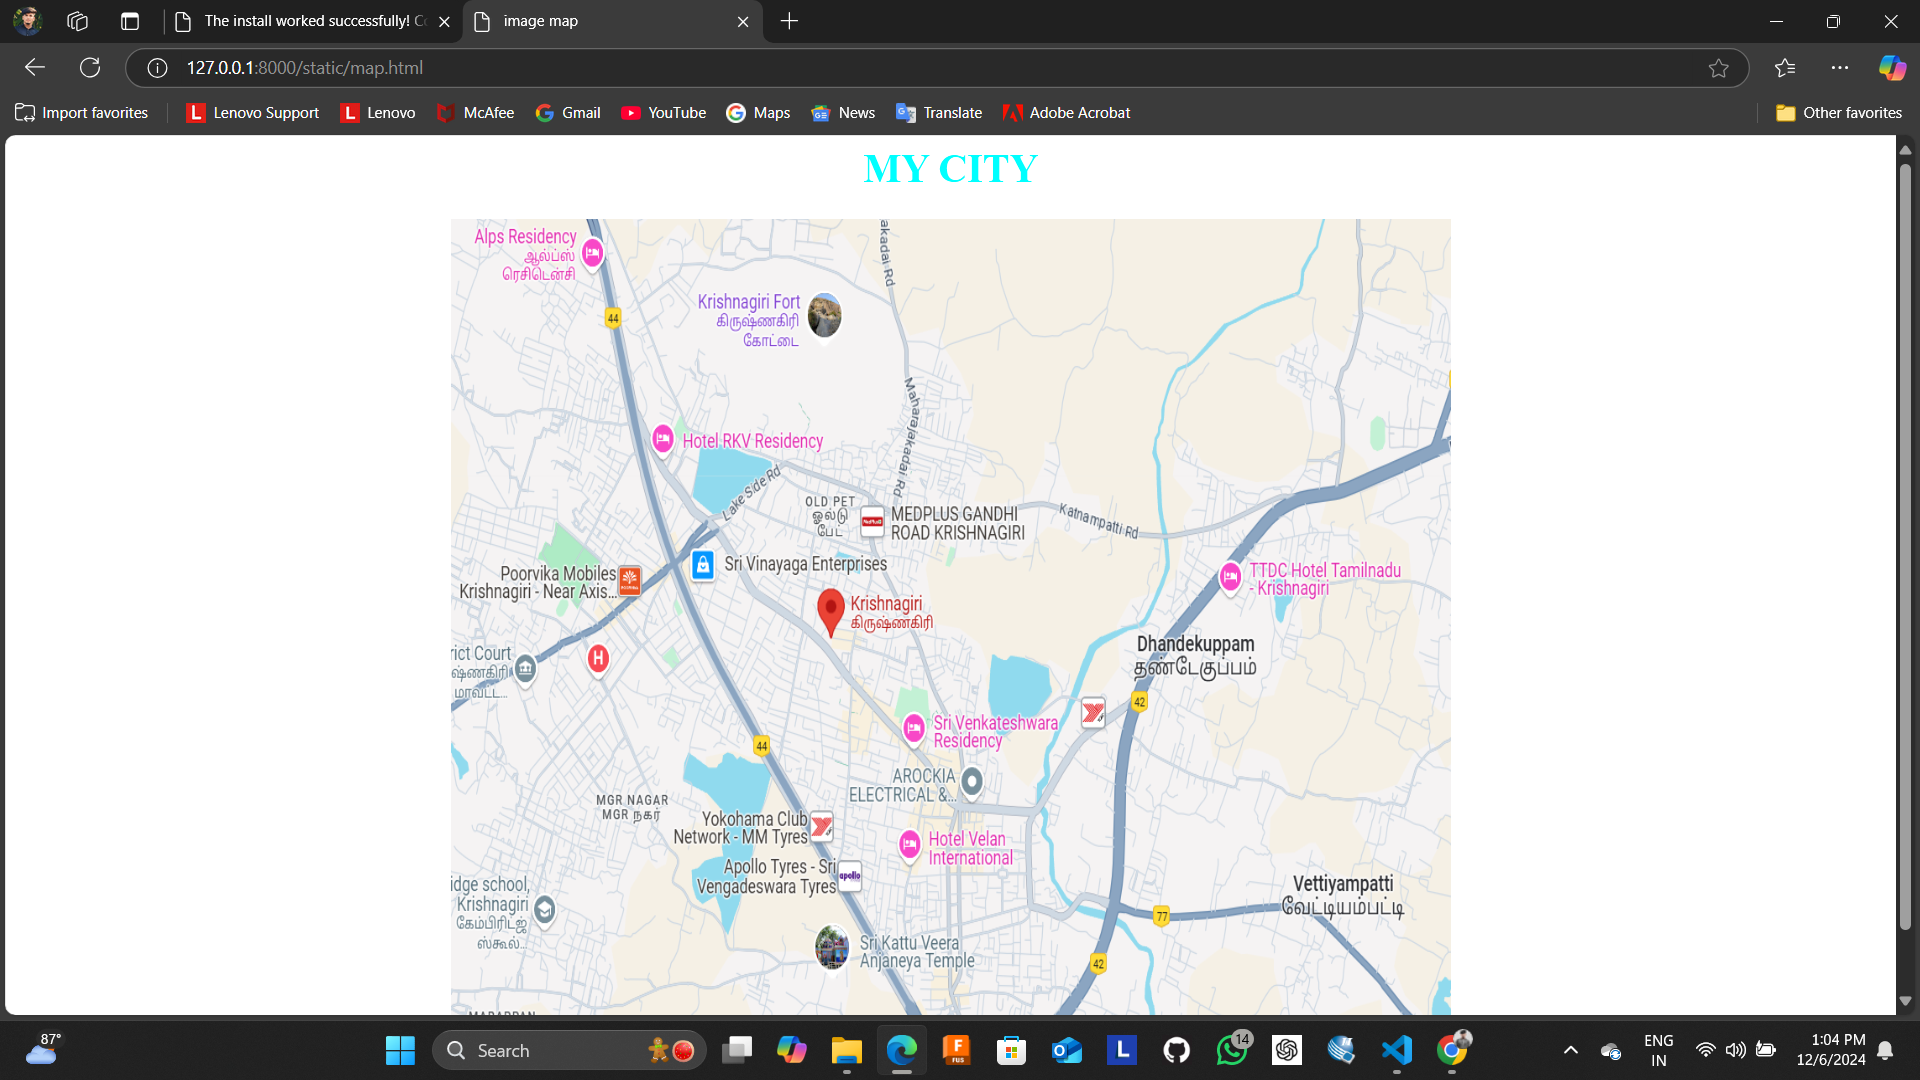 The install worked successfully! Co
image map
127.0.0.1:8000/static/map.html
Import favorites
Lenovo Support
Lenovo
McAfee
Gmail
YouTube
Maps
News
Translate
Adobe Acrobat
Other favorites
MY CITY
Alps Residency
ஆல்ப்ஸ்
ரெசிடென்சி
akadai Rd
44
Krishnagiri Fort
கிருஷ்ணகிரி
கோட்டை
Maharajakadai Rd
Hotel RKV Residency
Lake Side Rd
OLD PET
ஓல்டு
பேட்
MedPlus
MEDPLUS GANDHI
ROAD KRISHNAGIRI
Katnampatti Rd
Sri Vinayaga Enterprises
Poorvika Mobiles
Krishnagiri - Near Axis...
TTDC Hotel Tamilnadu
- Krishnagiri
Krishnagiri
கிருஷ்ணகிரி
Dhandekuppam
தண்டேகுப்பம்
rict Court
ஷ்ணகிரி
மாவட்ட...
H
42
Sri Venkateshwara
Residency
44
AROCKIA
ELECTRICAL &...
MGR NAGAR
MGR நகர்
Yokohama Club
Network - MM Tyres
Hotel Velan
International
Apollo Tyres - Sri
Vengadeswara Tyres
apollo
Vettiyampatti
வேட்டியம்பட்டி
idge school,
Krishnagiri
கேம்பிரிட்ஜ்
ஸ்கூல்...
77
Sri Kattu Veera
Anjaneya Temple
42
87°
Search
F
FUS
L
14
ENG
IN
1:04 PM
12/6/2024